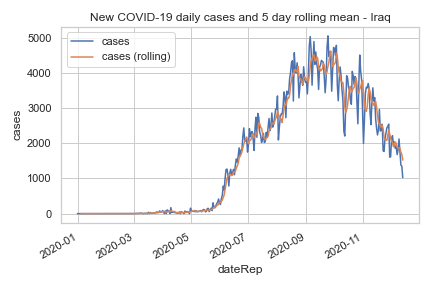 New COVID-19 daily cases and 5 day rolling mean - Iraq
cases
cases (rolling)
5000
4000
3000
2000
1000
0
cases
2020-01
2020-03
2020-05
2020-07
2020-09
2020-11
dateRep